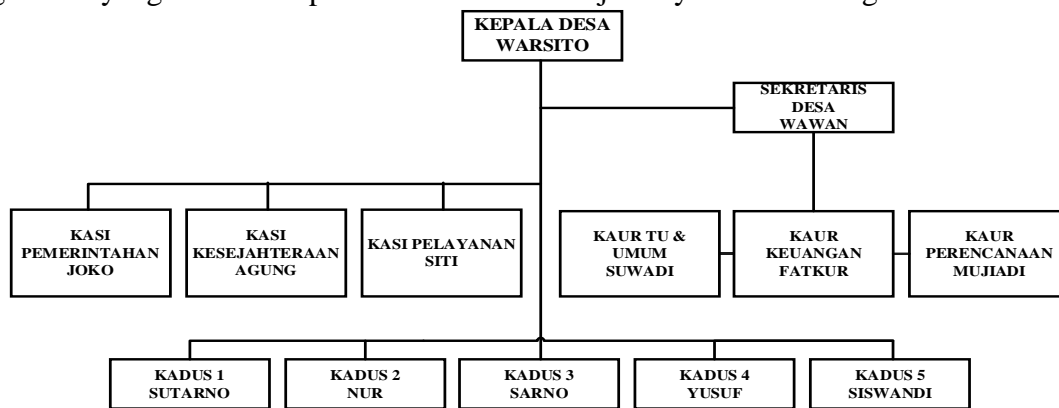 KEPALA DESA
WARSITO
SEKRETARIS
DESA
WAWAN
KASI
PEMERINTAHAN
JOKO
KASI
KESEJAHTERAAN
AGUNG
KASI PELAYANAN
SITI
KAUR TU &
UMUM
SUWADI
KAUR
KEUANGAN
FATKUR
KAUR
PERENCANAAN
MUJIADI
KADUS 1
SUTARNO
KADUS 2
NUR
KADUS 3
SARNO
KADUS 4
YUSUF
KADUS 5
SISWANDI